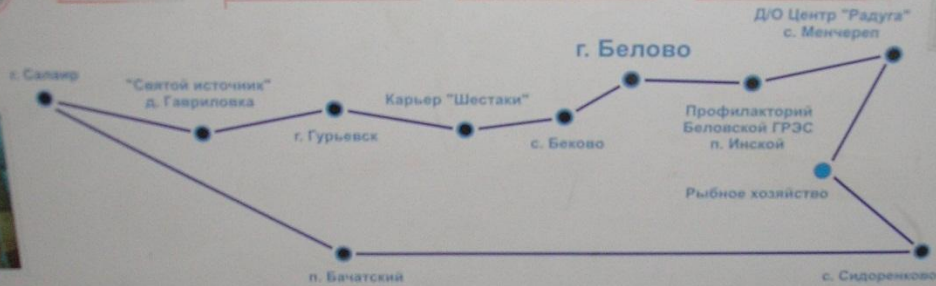 Д/О Центр "Радуга"
с. Менчереп
г. Белово
г. Салаир
"Святой источник"
д. Гавриловка
Карьер "Шестаки"
г. Гурьевск
с. Беково
Профилакторий
Беловской ГРЭС
п. Инской
Рыбное хозяйство
п. Бачатский
с. Сидоренково